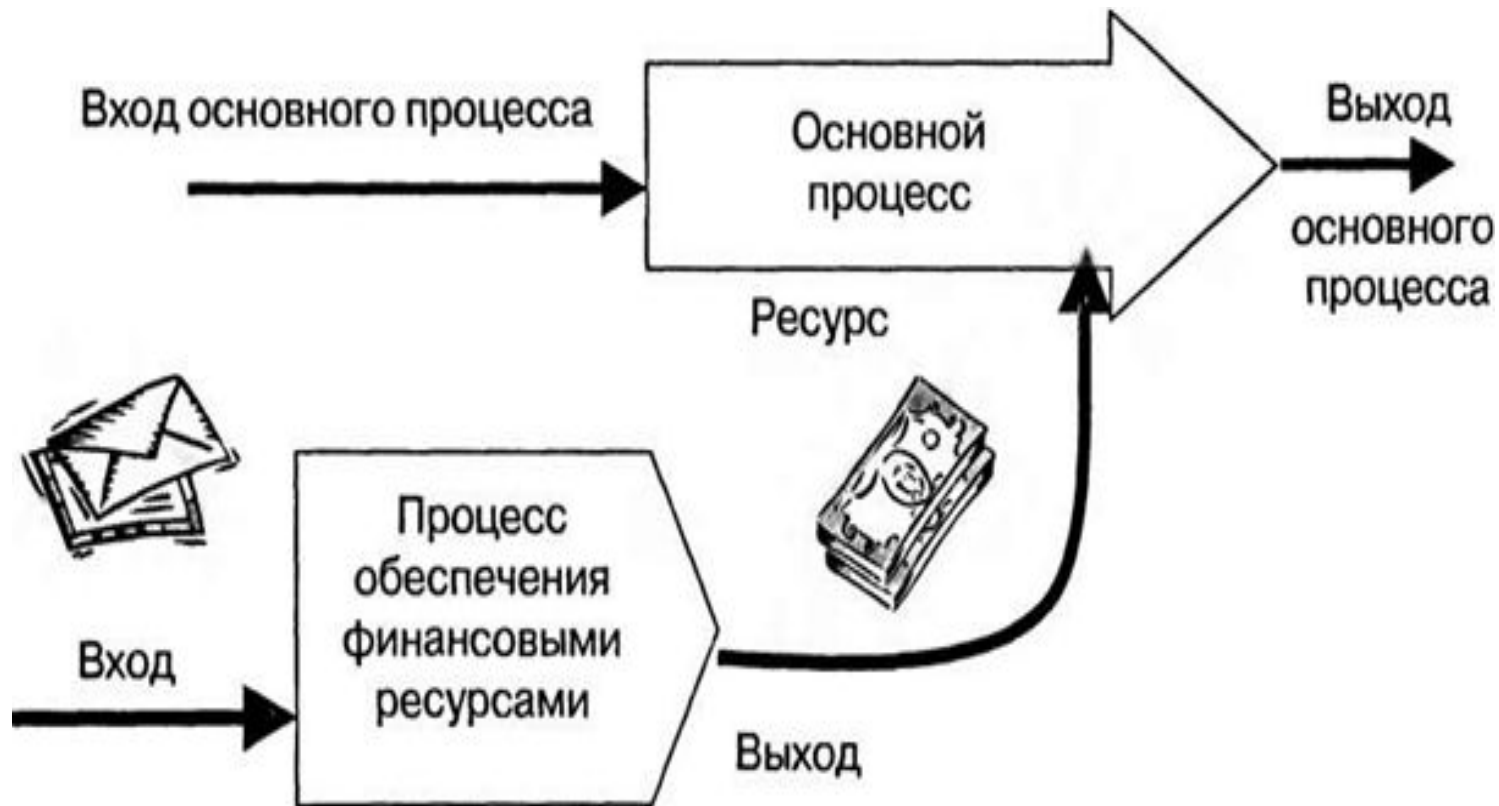 Вход основного процесса
Основной
процесс
Выход
основного
процесса
Ресурс
Процесс
обеспечения
финансовыми
ресурсами
Вход
Выход